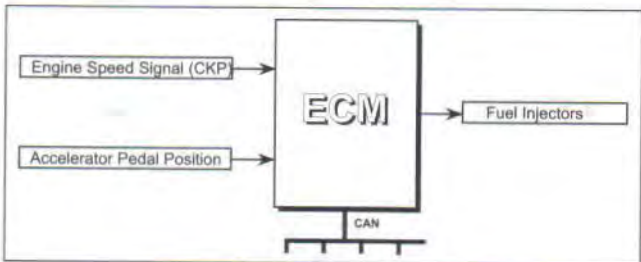 Engine Speed Signal (CKP)
ECM
Fuel Injectors
Accelerator Pedal Position
CAN